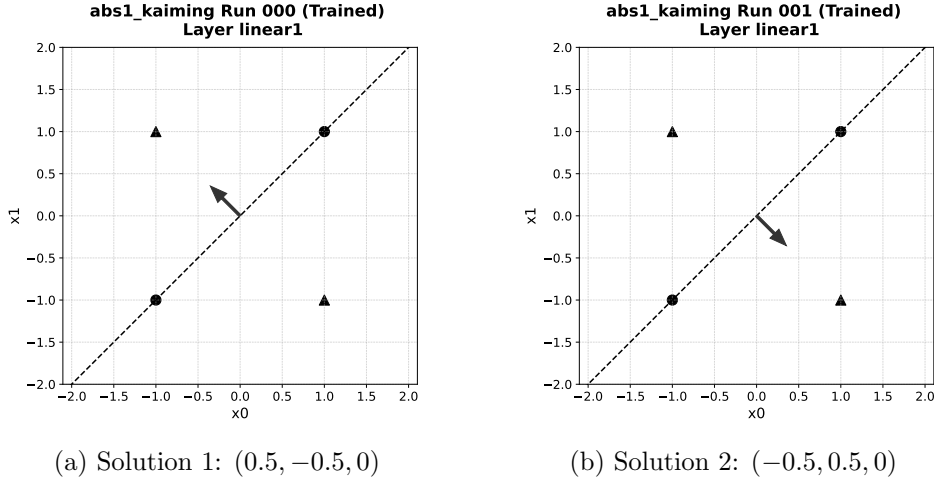 abs1_kaiming Run 000 (Trained)
Layer linear1
2.0
1.5
1.0
0.5
0.0
−0.5
−1.0
−1.5
−2.0
x1
−2.0 −1.5 −1.0 −0.5 0.0 0.5 1.0 1.5 2.0
x0
(a) Solution 1: (0.5, −0.5, 0)
abs1_kaiming Run 001 (Trained)
Layer linear1
2.0
1.5
1.0
0.5
0.0
−0.5
−1.0
−1.5
−2.0
x1
−2.0 −1.5 −1.0 −0.5 0.0 0.5 1.0 1.5 2.0
x0
(b) Solution 2: (−0.5, 0.5, 0)